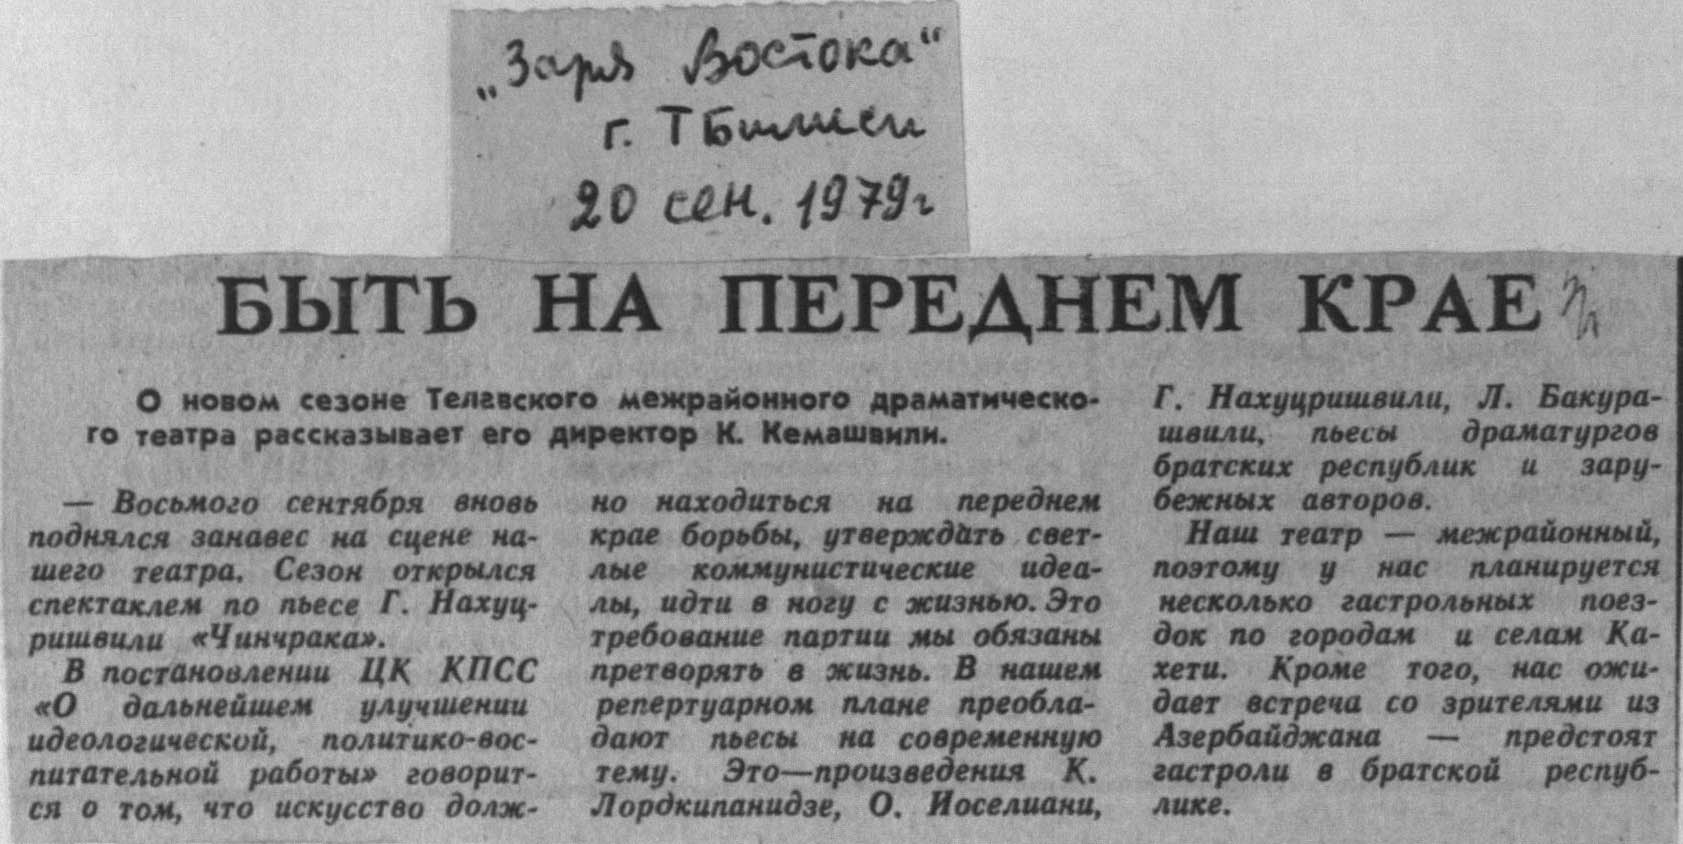 „Заря Востока“
г. Тбилиси
20 сен. 1979г
БЫТЬ НА ПЕРЕДНЕМ КРАЕ
О новом сезоне Телавского межрайонного драматическо-
го театра рассказывает его директор К. Кемашвили.
— Восьмого сентября вновь
поднялся занавес на сцене на-
шего театра. Сезон открылся
спектаклем по пьесе Г. Нахуц-
ришвили «Чинчрака».
В постановлении ЦК КПСС
«О дальнейшем улучшении
идеологической, политико-вос-
питательной работы» говорит-
ся о том, что искусство долж-
но находиться на переднем
крае борьбы, утверждать свет-
лые коммунистические идеа-
лы, идти в ногу с жизнью. Это
требование партии мы обязаны
претворять в жизнь. В нашем
репертуарном плане преобла-
дают пьесы на современную
тему. Это—произведения К.
Лордкипанидзе, О. Иоселиани,
Г. Нахуцришвили, Л. Бакура-
швили, пьесы драматургов
братских республик и зару-
бежных авторов.
Наш театр — межрайонный,
поэтому у нас планируется
несколько гастрольных поез-
док по городам и селам Ка-
хети. Кроме того, нас ожи-
дает встреча со зрителями из
Азербайджана — предстоят
гастроли в братской респуб-
лике.